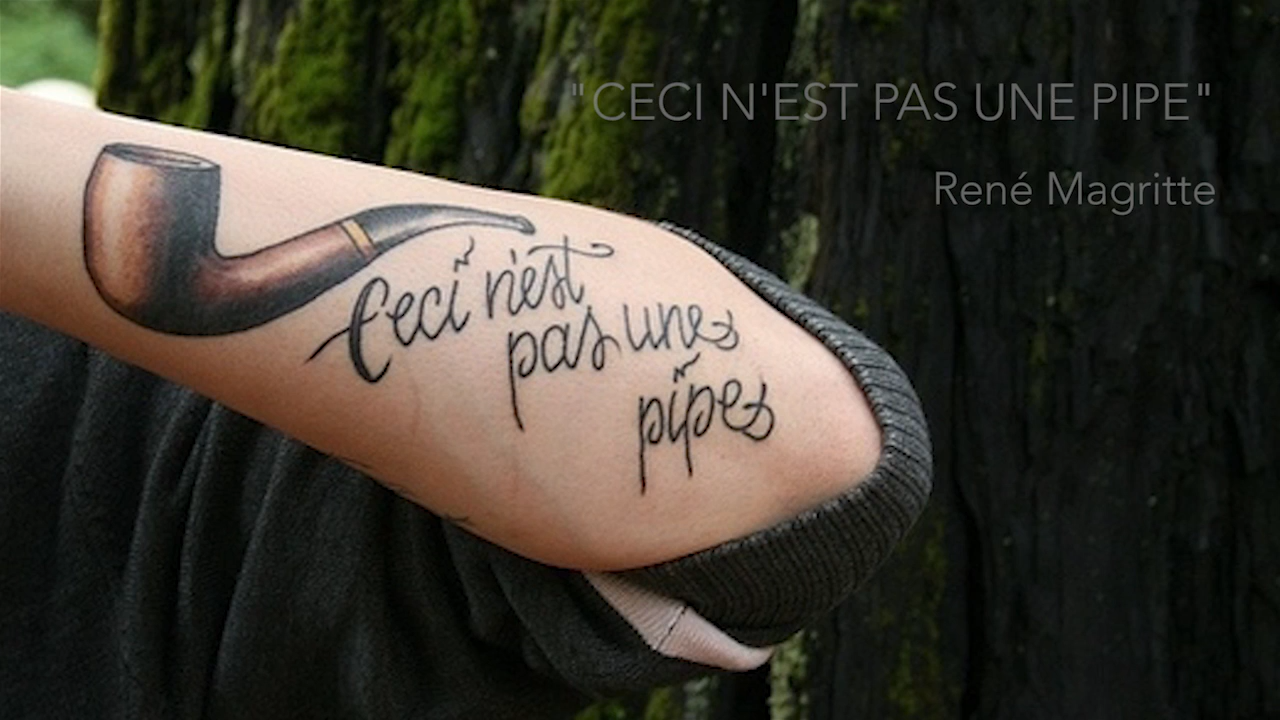 "CECI N'EST PAS UNE PIPE"
René Magritte
Ceci n'est
pas une
pipe